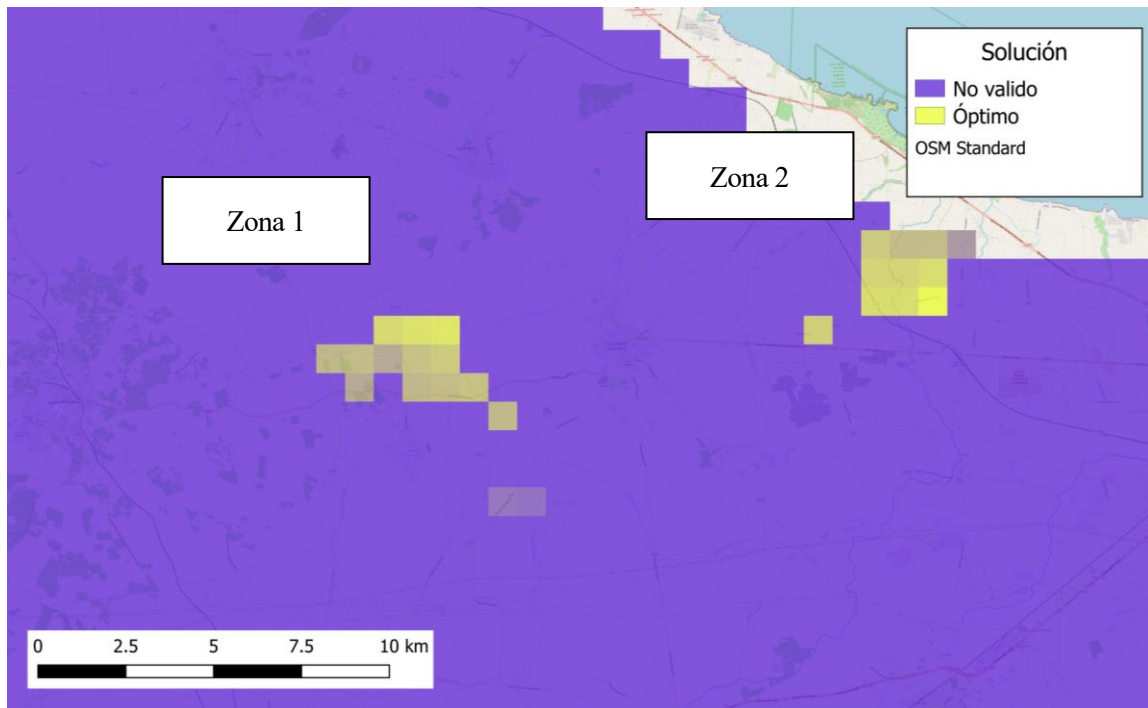 Solución
No valido
Óptimo
OSM Standard
Zona 2
Zona 1
0 2.5 5 7.5 10 km